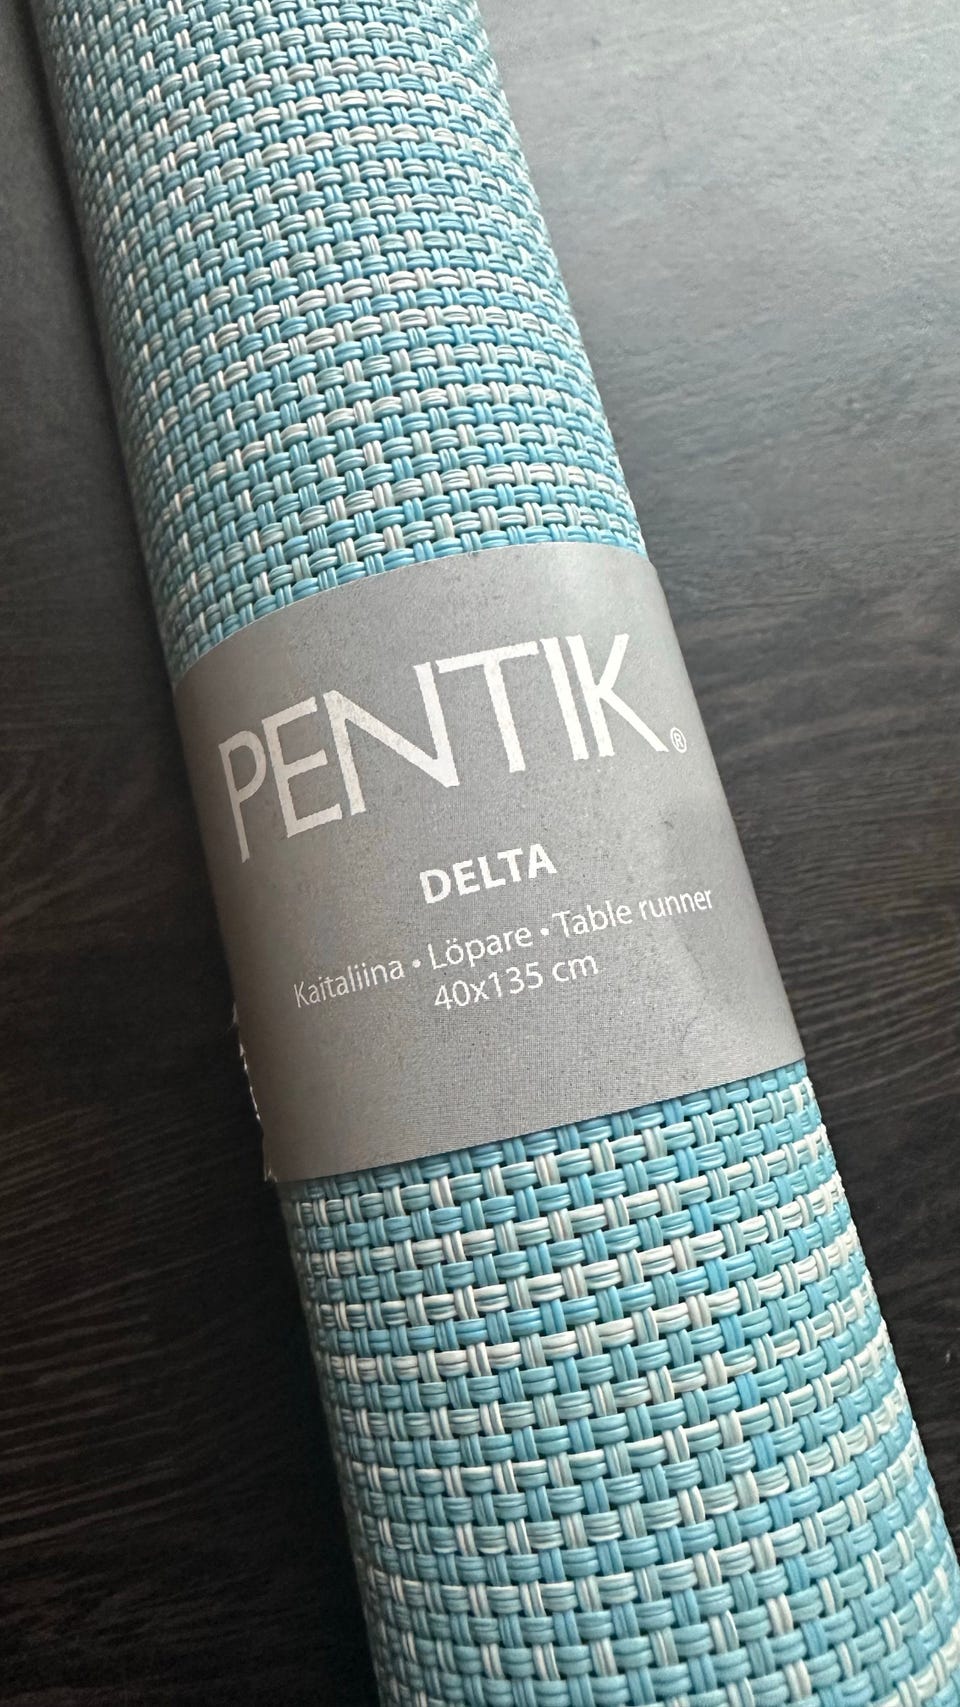 PENTIK®
DELTA
Kaitaliina • Löpare • Table runner
40x135 cm